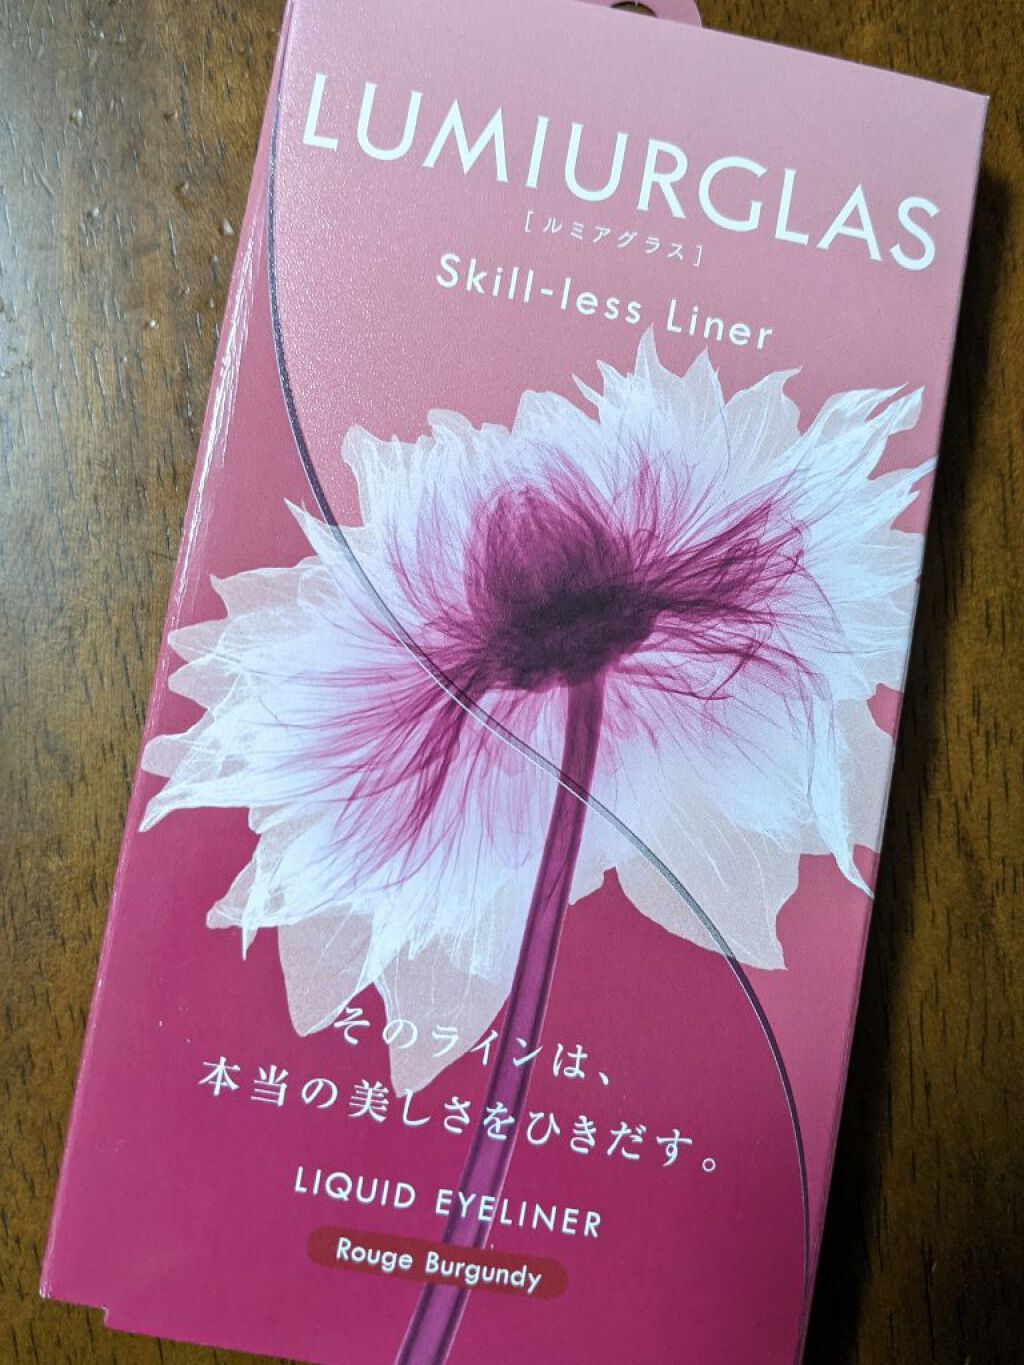 LUMIURGLAS
[ルミアグラス]
Skill-less Liner
そのラインは、
本当の美しさをひきだす。
LIQUID EYELINER
Rouge Burgundy